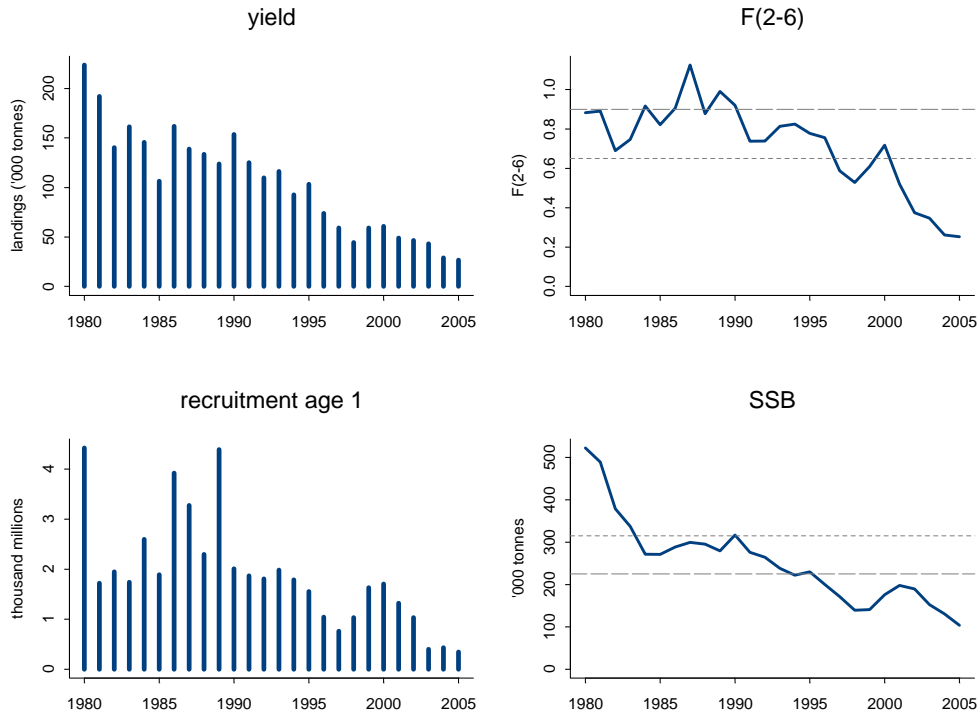 yield
landings ('000 tonnes)
200
150
100
50
0
1980 1985 1990 1995 2000 2005
F(2-6)
F(2-6)
1.0
0.8
0.6
0.4
0.2
0.0
1980 1985 1990 1995 2000 2005
recruitment age 1
thousand millions
4
3
2
1
0
1980 1985 1990 1995 2000 2005
SSB
'000 tonnes
500
400
300
200
100
0
1980 1985 1990 1995 2000 2005